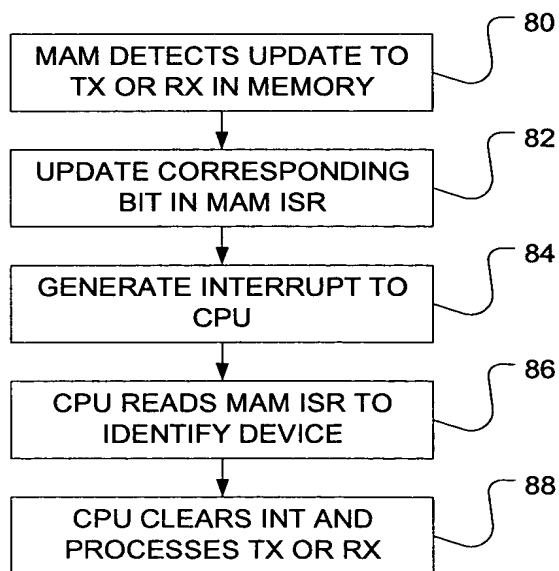 80
MAM DETECTS UPDATE TO
TX OR RX IN MEMORY
82
UPDATE CORRESPONDING
BIT IN MAM ISR
84
GENERATE INTERRUPT TO
CPU
86
CPU READS MAM ISR TO
IDENTIFY DEVICE
88
CPU CLEARS INT AND
PROCESSES TX OR RX